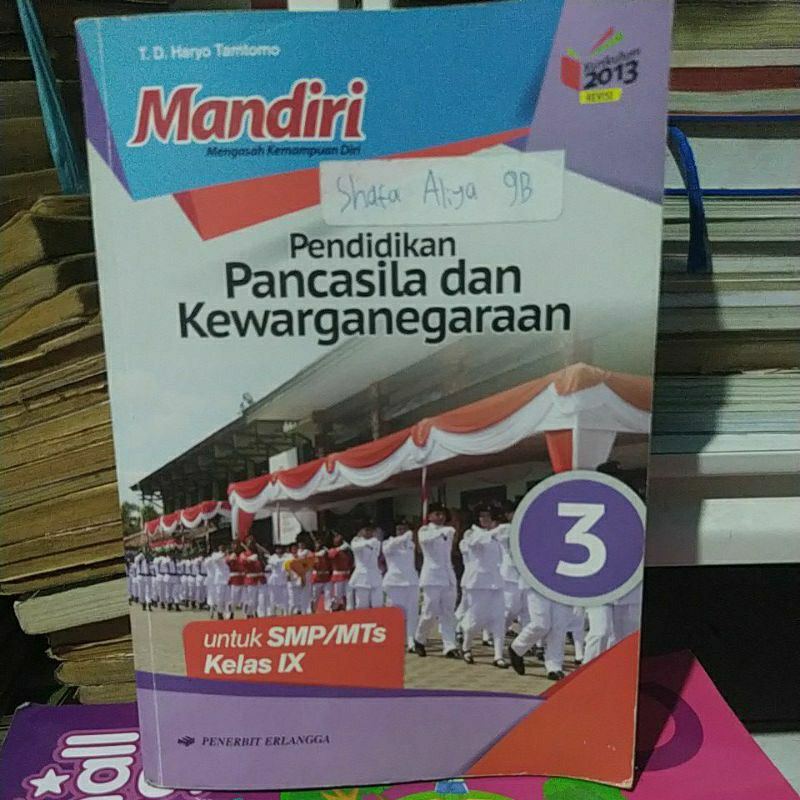 T. D. Haryo Tamtomo
Kurikulum
2013
REVISI
Mandiri
Mengasah Kemampuan Diri
Shafa Aliya 9B
Pendidikan
Pancasila dan
Kewarganegaraan
3
untuk SMP/MTs
Kelas IX
PENERBIT ERLANGGA
all